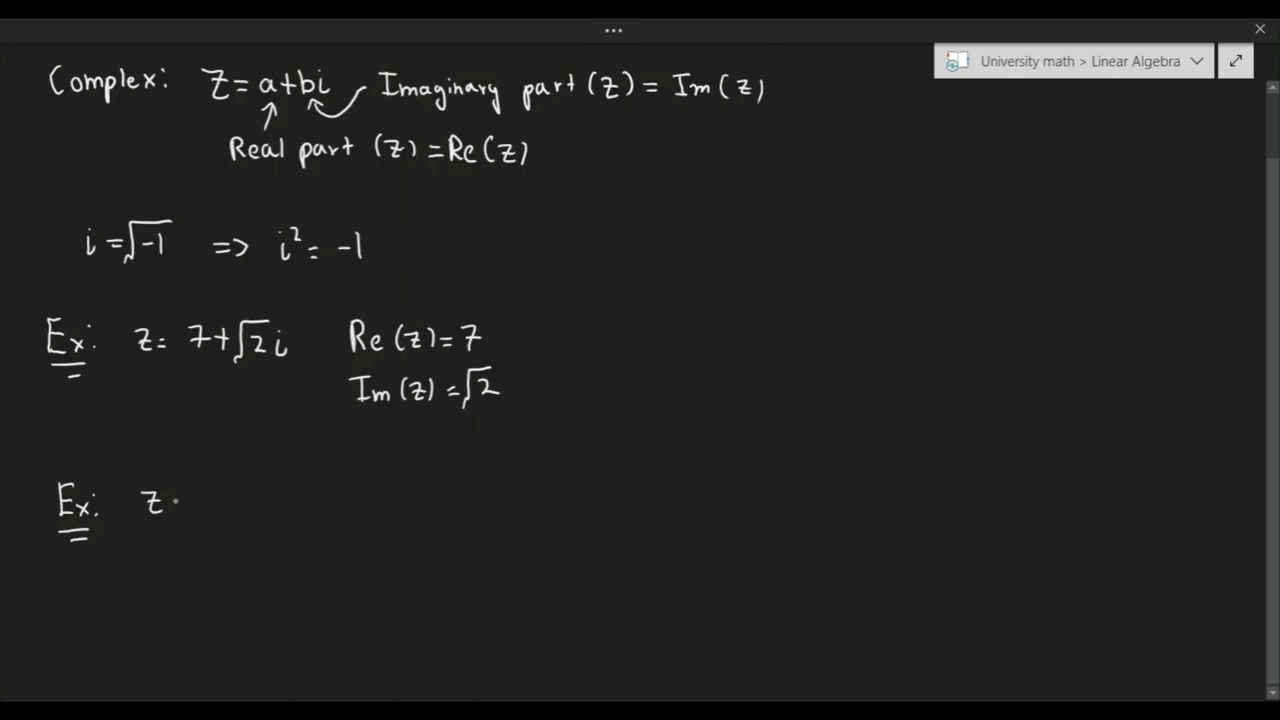 University math > Linear Algebra
Complex: Z = a+bi Imaginary part (z) = Im(z)
Real part (z) = Re(z)
i = √-1 => i² = -1
Ex: z = 7+√2 i Re(z) = 7
Im(z) = √2
Ex: z